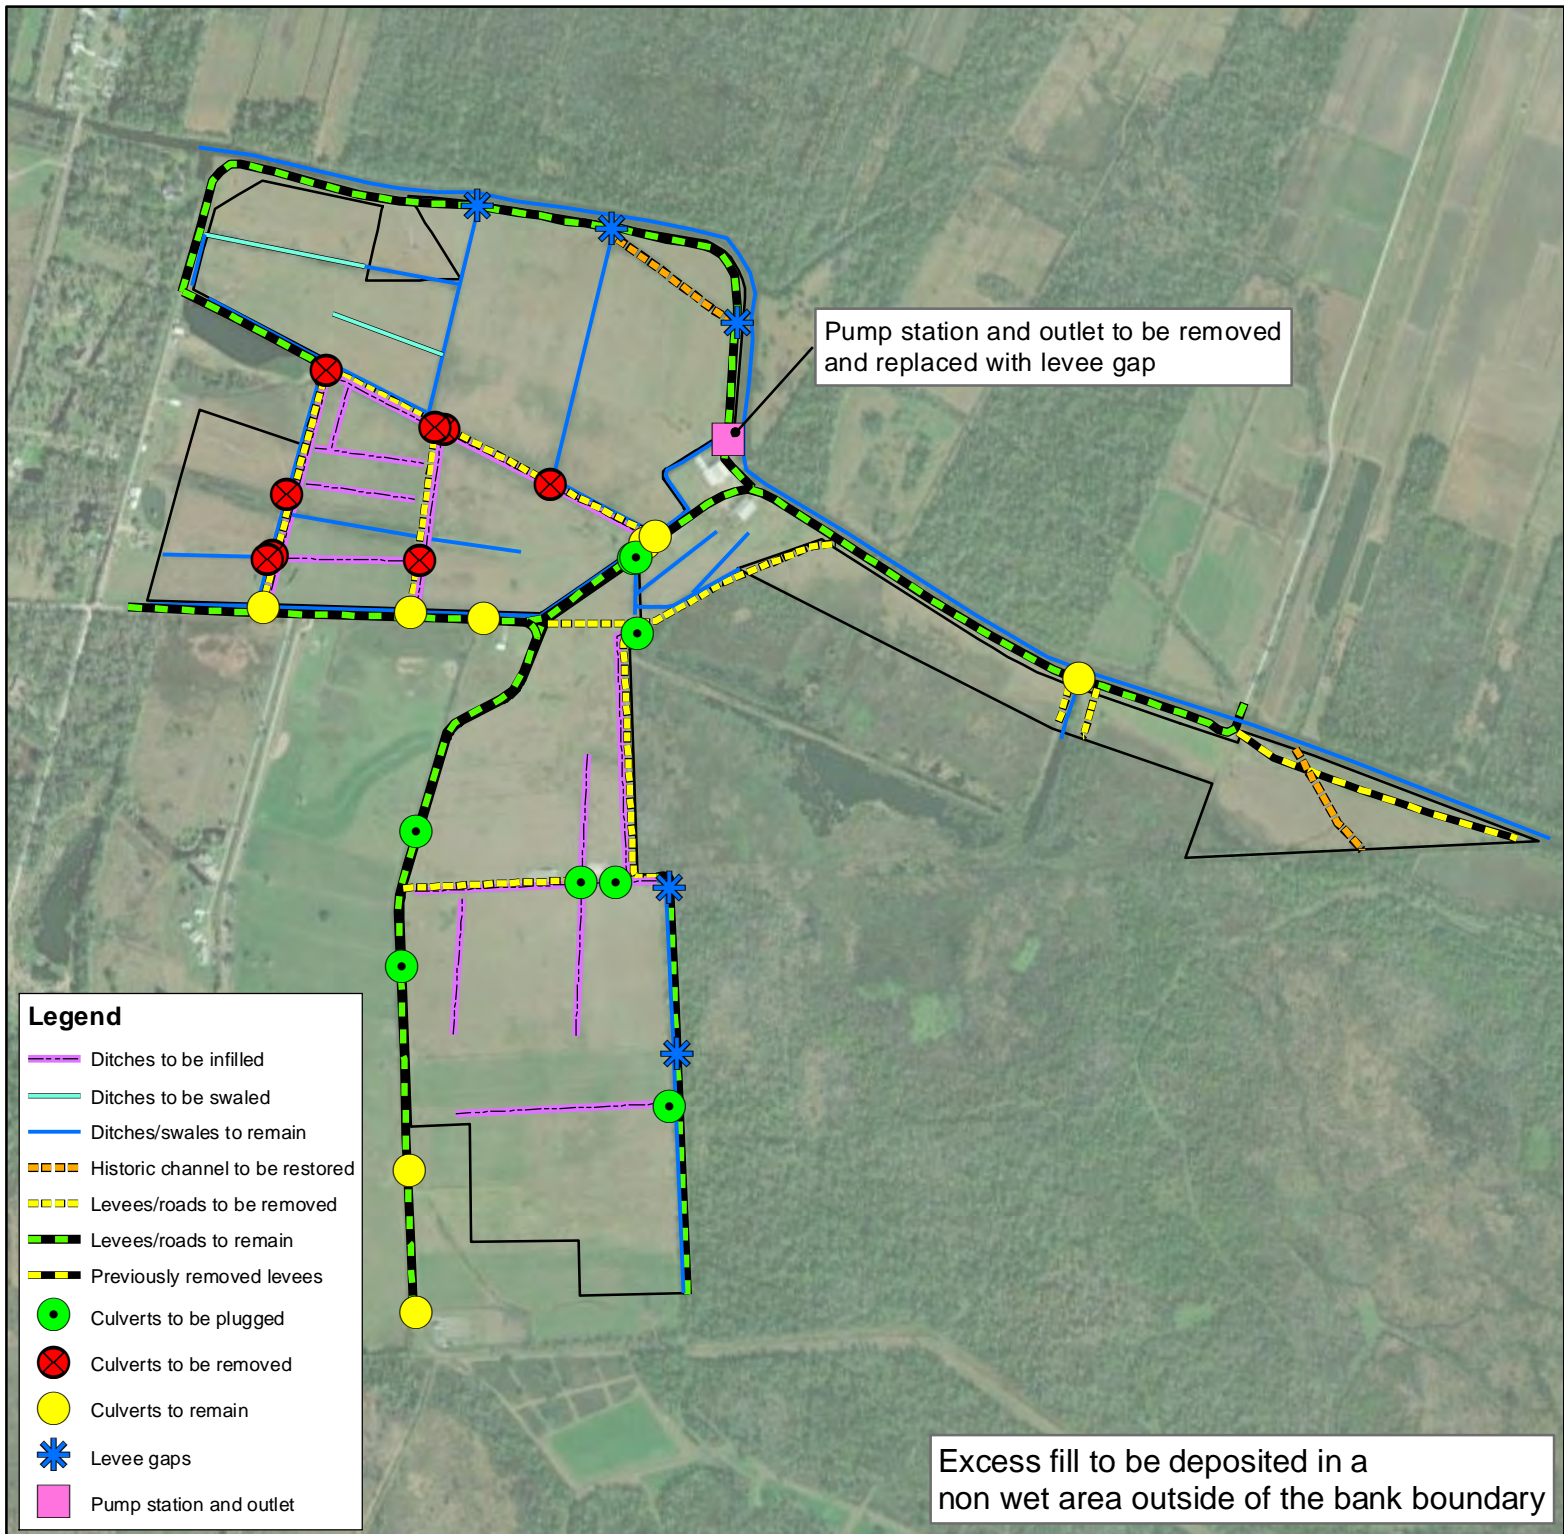 Pump station and outlet to be removed
and replaced with levee gap
Legend
Ditches to be infilled
Ditches to be swaled
Ditches/swales to remain
Historic channel to be restored
Levees/roads to be removed
Levees/roads to remain
Previously removed levees
Culverts to be plugged
Culverts to be removed
Culverts to remain
Levee gaps
Pump station and outlet
Excess fill to be deposited in a
non wet area outside of the bank boundary